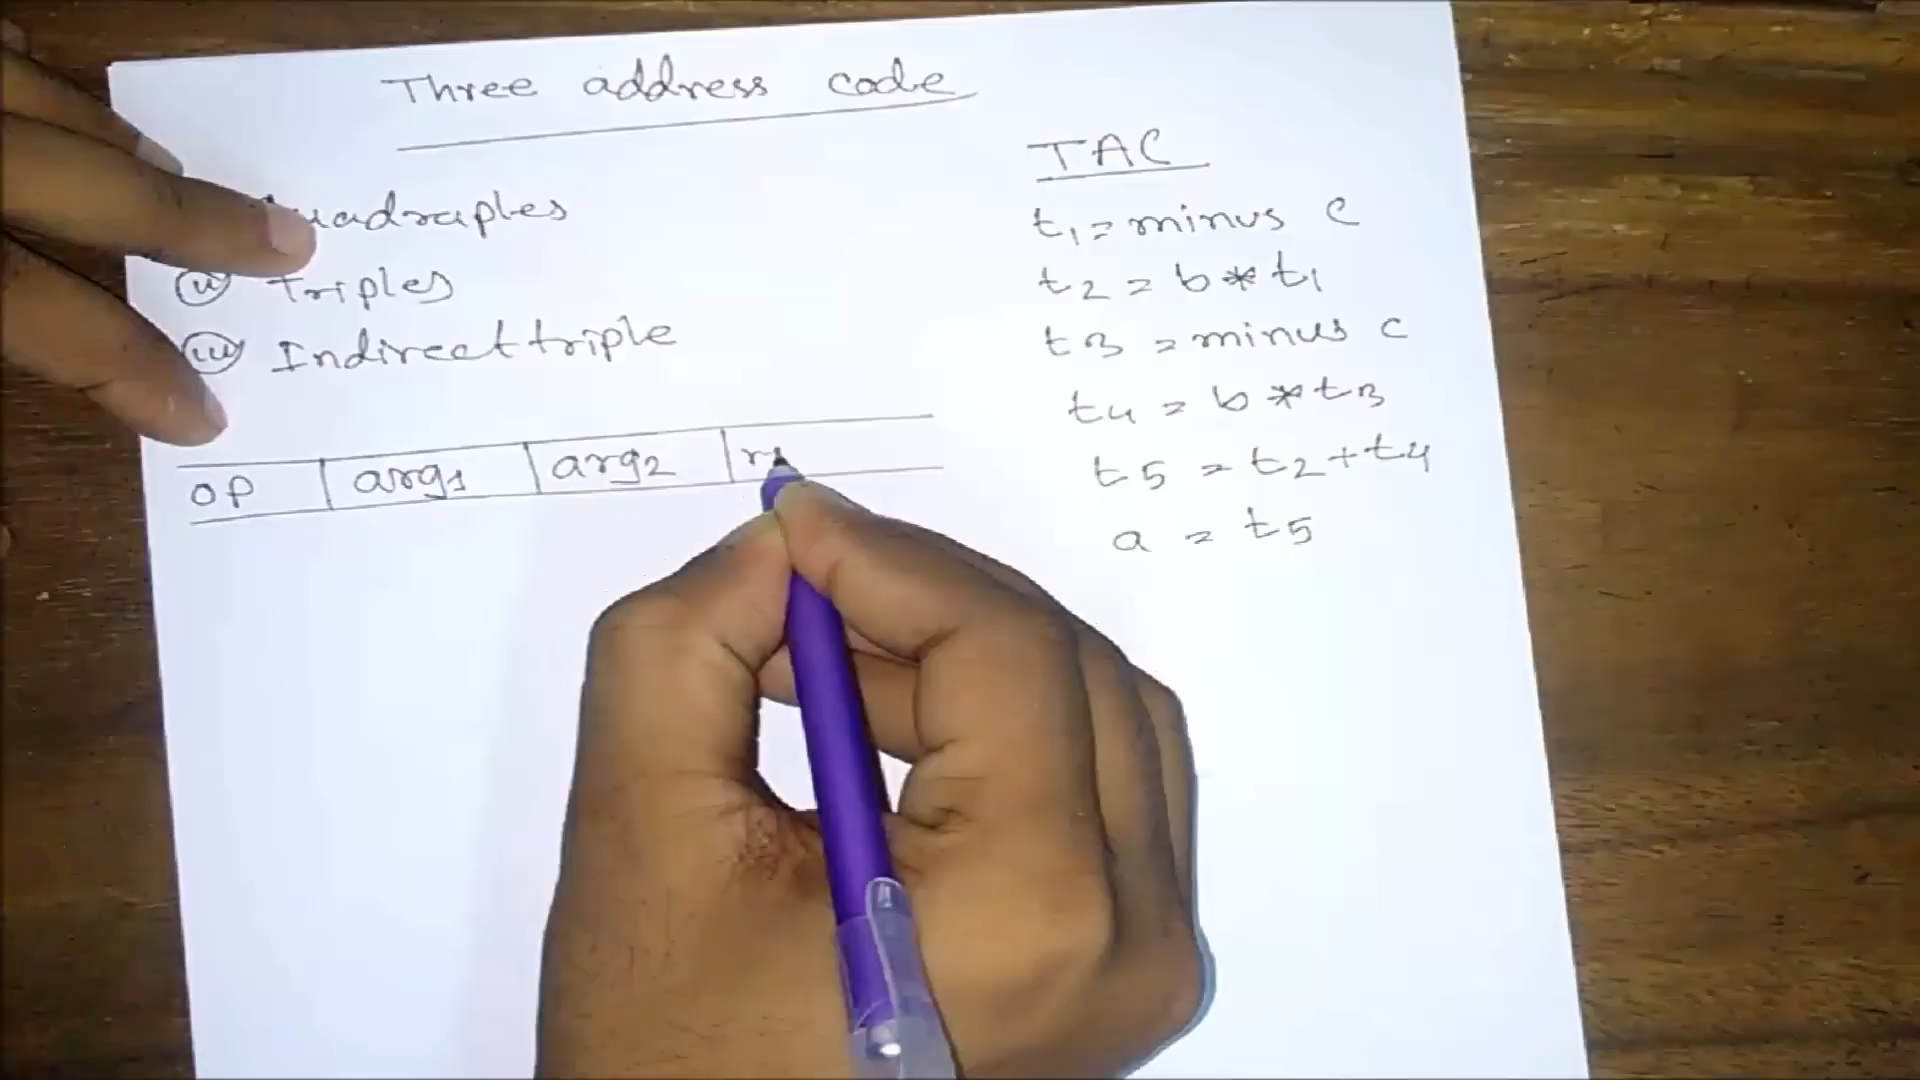 Three address code
TAC
Triples
t1 = minus c
t2 = b * t1
(iii) Indirect triple
t3 = minus c
t4 = b * t3
op arg1 arg2
t5 = t2 + t4
a = t5